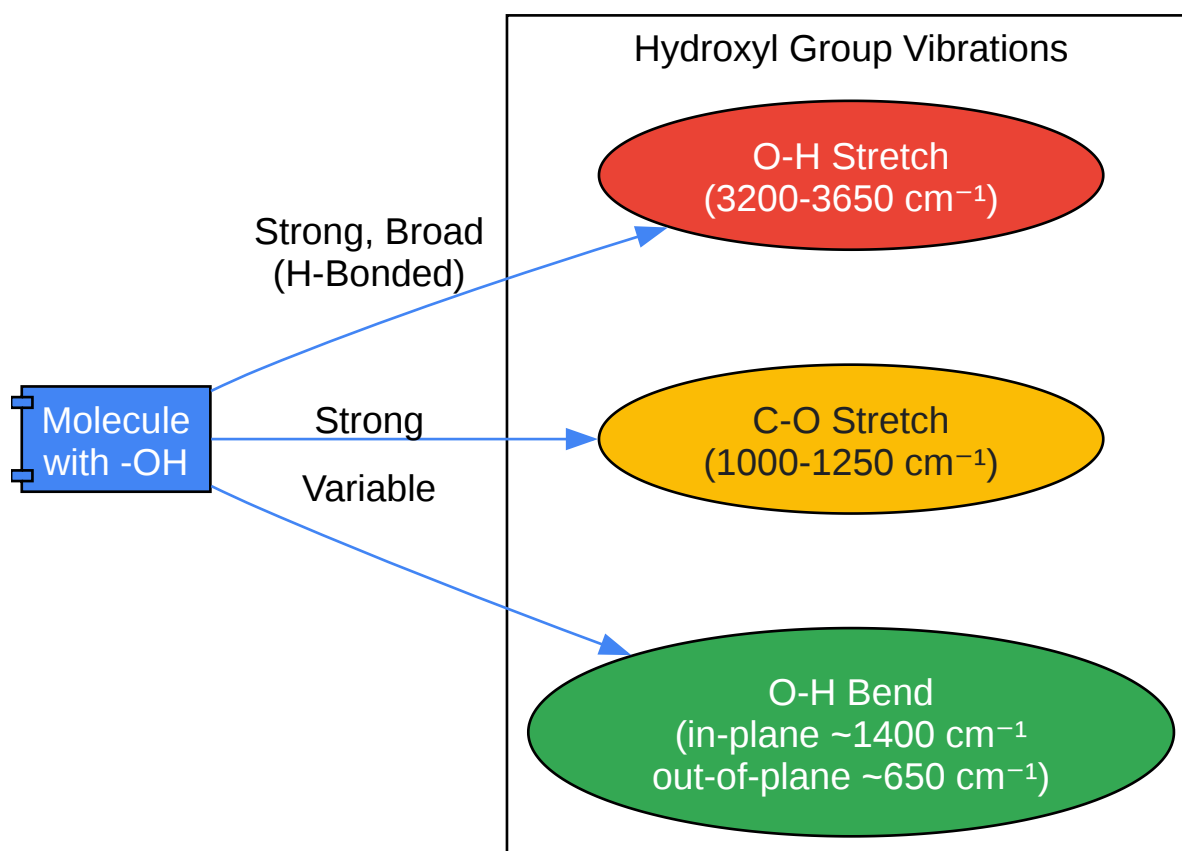 Hydroxyl Group Vibrations
O-H Stretch
(3200-3650 cm⁻¹)
Strong, Broad
(H-Bonded)
Molecule
with -OH
Strong
C-O Stretch
(1000-1250 cm⁻¹)
Variable
O-H Bend
(in-plane ~1400 cm⁻¹
out-of-plane ~650 cm⁻¹)